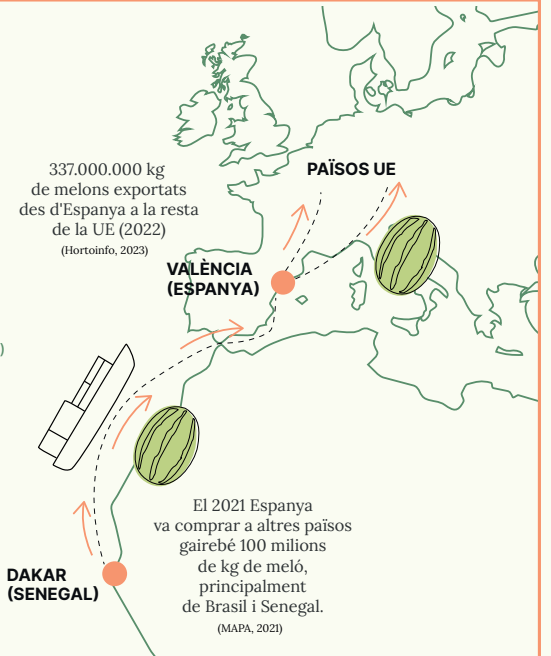 337.000.000 kg
de melons exportats
des d'Espanya a la resta
de la UE (2022)
(Hortoinfo, 2023)
PAÏSOS UE
VALÈNCIA
(ESPANYA)
El 2021 Espanya
va comprar a altres països
gairebé 100 milions
de kg de meló,
principalment
de Brasil i Senegal.
(MAPA, 2021)
DAKAR
(SENEGAL)